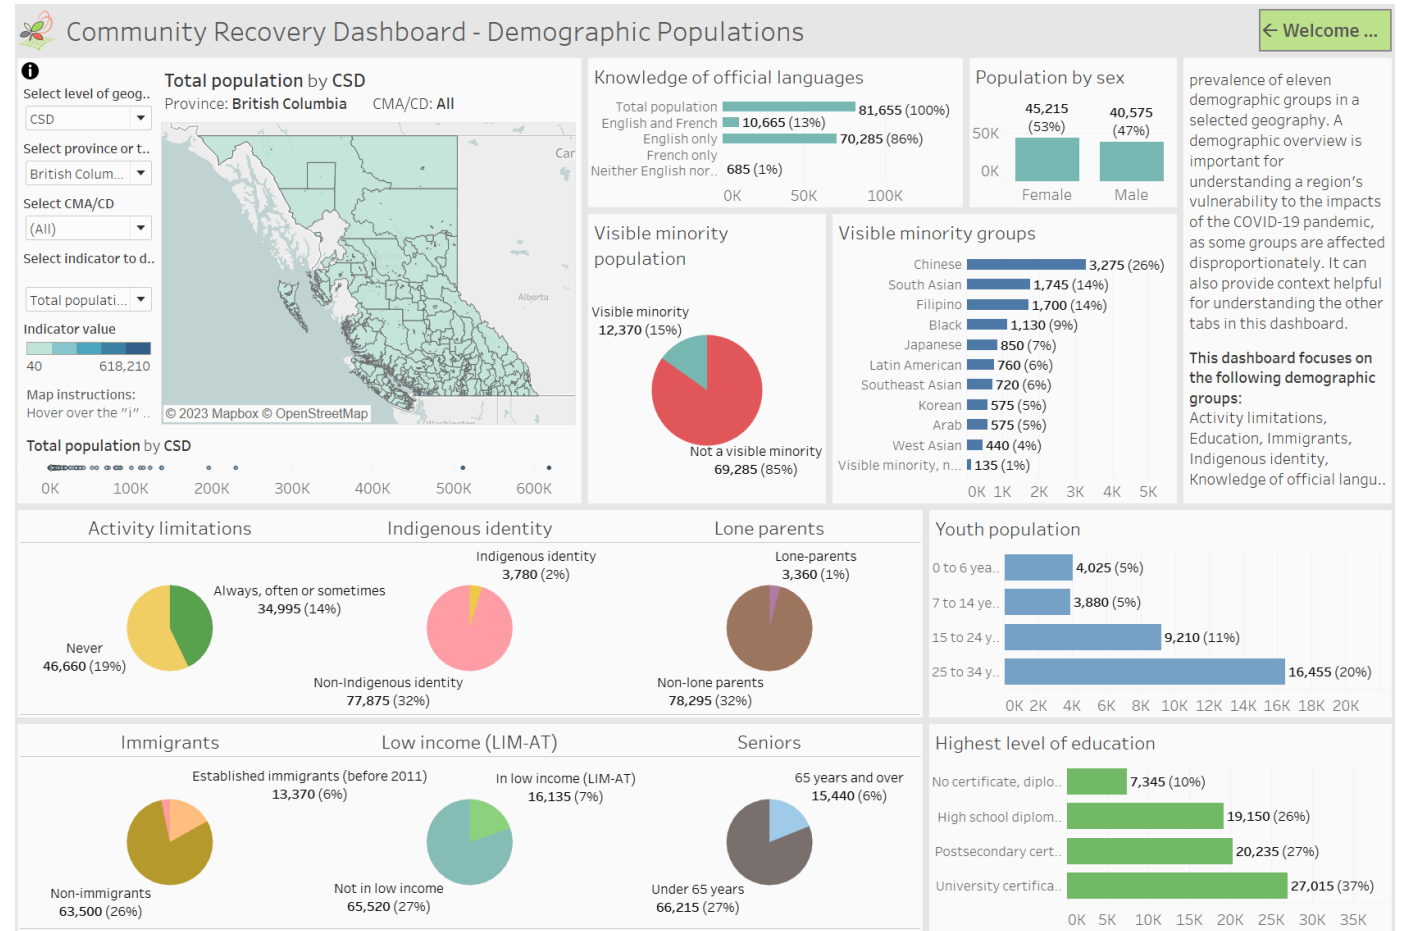 Community Recovery Dashboard - Demographic Populations
← Welcome ...
Select level of geog..
CSD
Select province or t..
British Colum...
Select CMA/CD
(All)
Select indicator to d..
Total populati...
Indicator value
40 618,210
Map instructions:
Hover over the "i" ..
Total population by CSD
Province: British Columbia CMA/CD: All
Car
Alberta
Washington
© 2023 Mapbox © OpenStreetMap
Total population by CSD
0K 100K 200K 300K 400K 500K 600K
Knowledge of official languages
Total population 81,655 (100%)
English and French 10,665 (13%)
English only 70,285 (86%)
French only
Neither English nor.. 685 (1%)
0K 50K 100K
Population by sex
45,215 (53%)
40,575 (47%)
50K
0K
Female Male
prevalence of eleven
demographic groups in a
selected geography. A
demographic overview is
important for
understanding a region's
vulnerability to the impacts
of the COVID-19 pandemic,
as some groups are affected
disproportionately. It can
also provide context helpful
for understanding the other
tabs in this dashboard.
This dashboard focuses on
the following demographic
groups:
Activity limitations,
Education, Immigrants,
Indigenous identity,
Knowledge of official langu..
Visible minority
population
Visible minority
12,370 (15%)
Not a visible minority
69,285 (85%)
Visible minority groups
Chinese 3,275 (26%)
South Asian 1,745 (14%)
Filipino 1,700 (14%)
Black 1,130 (9%)
Japanese 850 (7%)
Latin American 760 (6%)
Southeast Asian 720 (6%)
Korean 575 (5%)
Arab 575 (5%)
West Asian 440 (4%)
Visible minority, n... 135 (1%)
0K 1K 2K 3K 4K 5K
Activity limitations
Always, often or sometimes
34,995 (14%)
Never
46,660 (19%)
Indigenous identity
Indigenous identity
3,780 (2%)
Non-Indigenous identity
77,875 (32%)
Lone parents
Lone-parents
3,360 (1%)
Non-lone parents
78,295 (32%)
Youth population
0 to 6 yea.. 4,025 (5%)
7 to 14 ye.. 3,880 (5%)
15 to 24 y.. 9,210 (11%)
25 to 34 y.. 16,455 (20%)
0K 2K 4K 6K 8K 10K 12K 14K 16K 18K 20K
Immigrants
Established immigrants (before 2011)
13,370 (6%)
Non-immigrants
63,500 (26%)
Low income (LIM-AT)
In low income (LIM-AT)
16,135 (7%)
Not in low income
65,520 (27%)
Seniors
65 years and over
15,440 (6%)
Under 65 years
66,215 (27%)
Highest level of education
No certificate, diplo.. 7,345 (10%)
High school diplom.. 19,150 (26%)
Postsecondary cert.. 20,235 (27%)
University certifica.. 27,015 (37%)
0K 5K 10K 15K 20K 25K 30K 35K